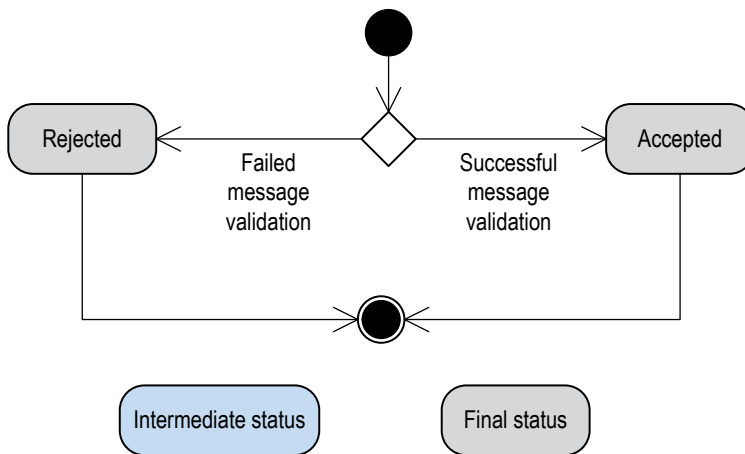 Rejected
Accepted
Failed
message
validation
Successful
message
validation
Intermediate status
Final status